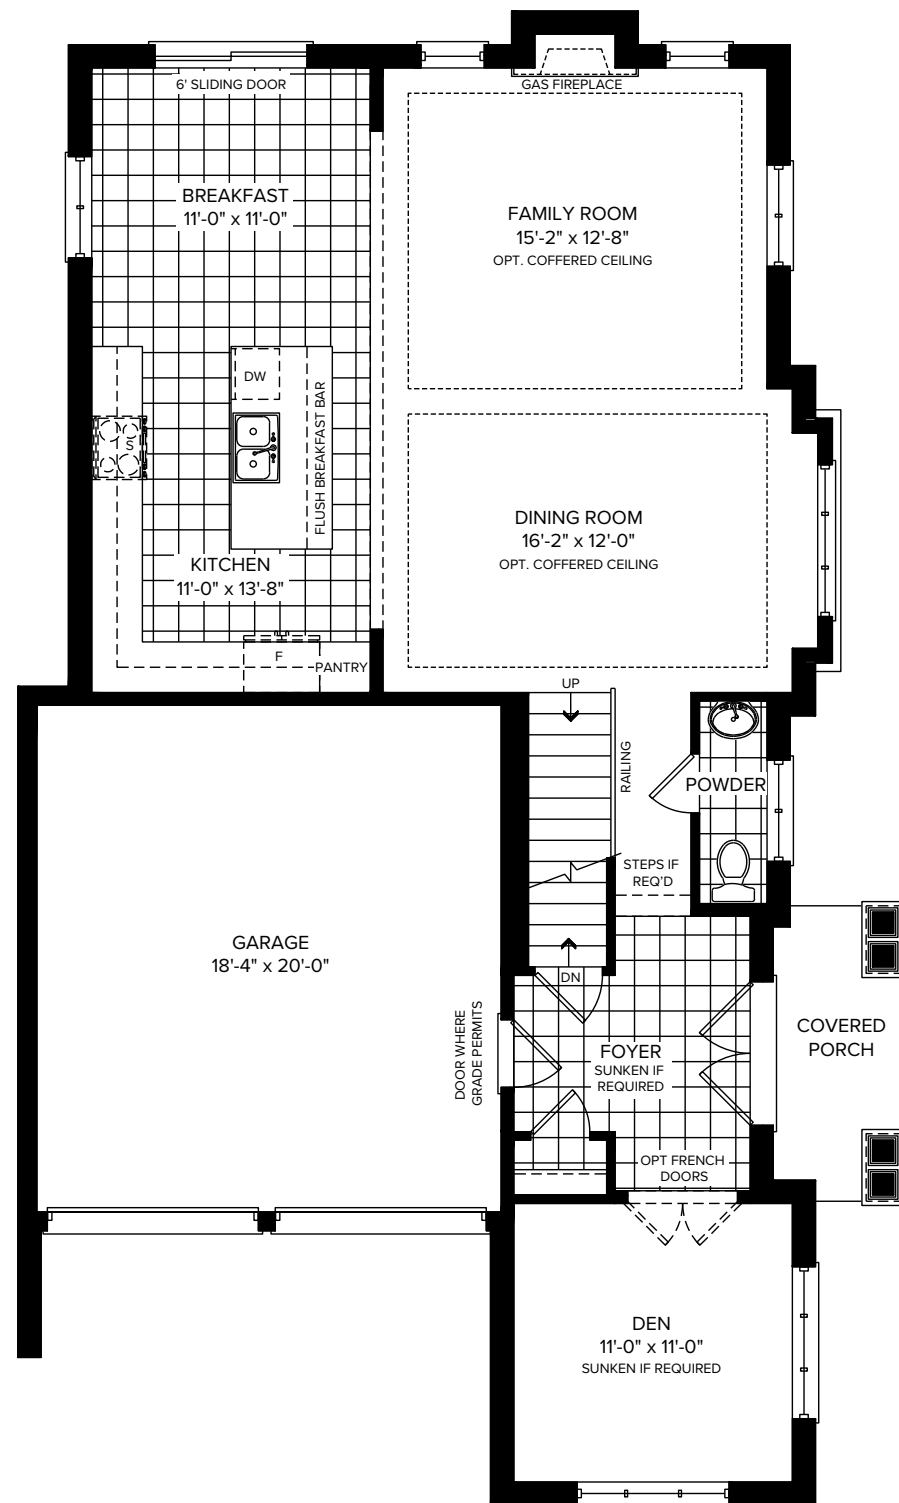 6' SLIDING DOOR
GAS FIREPLACE
BREAKFAST
11'-0" x 11'-0"
FAMILY ROOM
15'-2" x 12'-8"
OPT. COFFERED CEILING
DW
S
FLUSH BREAKFAST BAR
DINING ROOM
16'-2" x 12'-0"
OPT. COFFERED CEILING
KITCHEN
11'-0" x 13'-8"
F
PANTRY
UP
RAILING
POWDER
STEPS IF
REQ'D
GARAGE
18'-4" x 20'-0"
DN
DOOR WHERE
GRADE PERMITS
FOYER
SUNKEN IF
REQUIRED
COVERED
PORCH
OPT FRENCH
DOORS
DEN
11'-0" x 11'-0"
SUNKEN IF REQUIRED